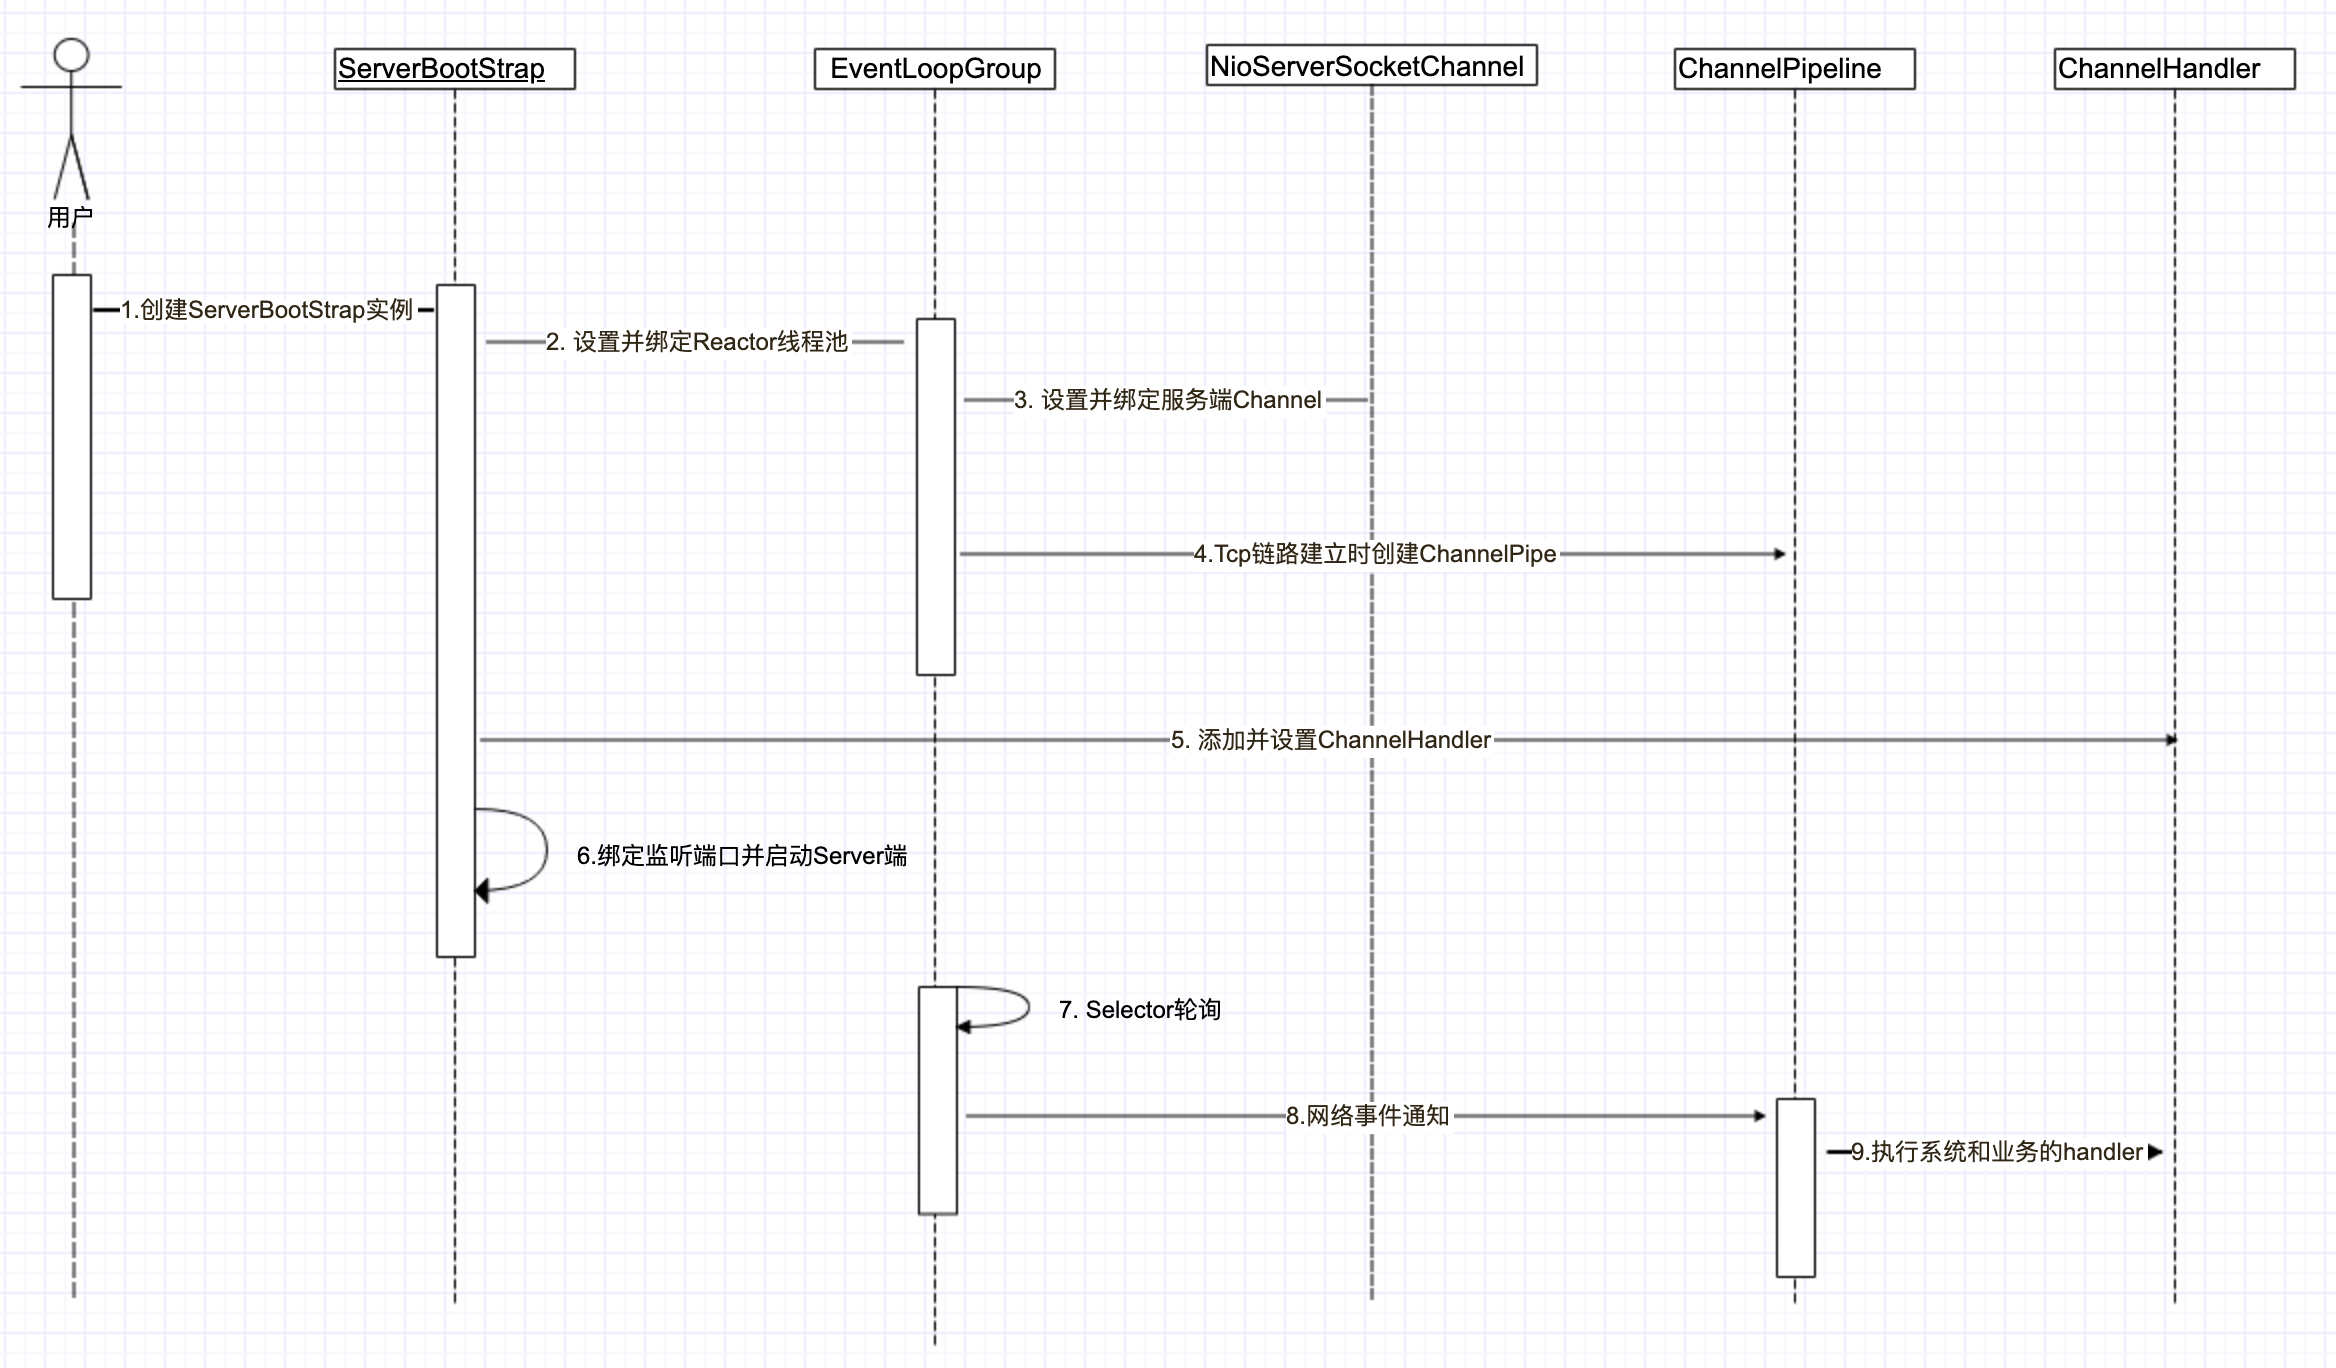 ServerBootStrap
EventLoopGroup
NioServerSocketChannel
ChannelPipeline
ChannelHandler
用户
1.创建ServerBootStrap实例
2. 设置并绑定Reactor线程池
3. 设置并绑定服务端Channel
4.Tcp链路建立时创建ChannelPipe
5. 添加并设置ChannelHandler
6.绑定监听端口并启动Server端
7. Selector轮询
8.网络事件通知
9.执行系统和业务的handler